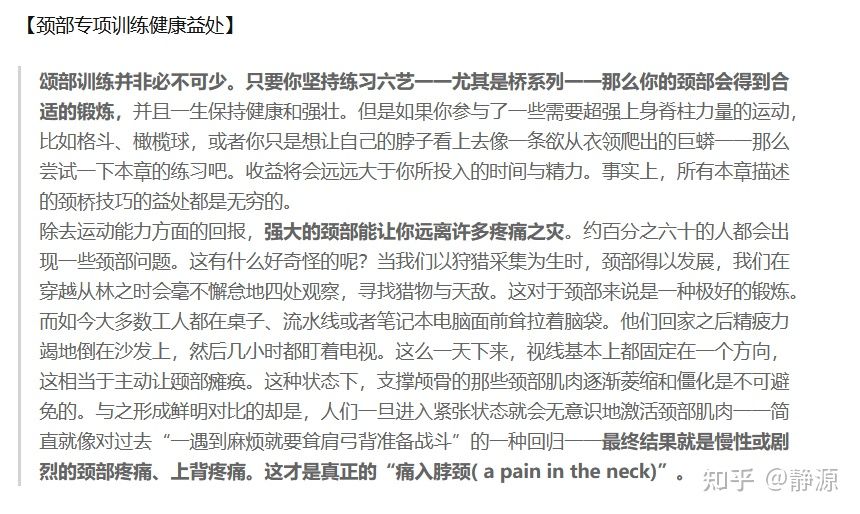 【颈部专项训练健康益处】
颈部训练并非必不可少。只要你坚持练习六艺——尤其是桥系列——那么你的颈部会得到合
适的锻炼，并且一生保持健康和强壮。但是如果你参与了一些需要超强上身脊柱力量的运动，
比如格斗、橄榄球，或者你只是想让自己的脖子看上去像一条欲从衣领爬出的巨蟒——那么
尝试一下本章的练习吧。收益将会远远大于你所投入的时间与精力。事实上，所有本章描述
的颈桥技巧的益处都是无穷的。
除去运动能力方面的回报，强大的颈部能让你远离许多疼痛之灾。约百分之六十的人都会出
现一些颈部问题。这有什么好奇怪的呢？当我们以狩猎采集为生时，颈部得以发展，我们在
穿越从林之时会毫不懈怠地四处观察，寻找猎物与天敌。这对于颈部来说是一种极好的锻炼。
而如今大多数工人都在桌子、流水线或者笔记本电脑面前耷拉着脑袋。他们回家之后精疲力
竭地倒在沙发上，然后几小时都盯着电视。这么一天下来，视线基本上都固定在一个方向，
这相当于主动让颈部瘫痪。这种状态下，支撑颅骨的那些颈部肌肉逐渐萎缩和僵化是不可避
免的。与之形成鲜明对比的却是，人们一旦进入紧张状态就会无意识地激活颈部肌肉——简
直就像对过去“一遇到麻烦就要耸肩弓背准备战斗”的一种回归——最终结果就是慢性或剧
烈的颈部疼痛、上背疼痛。这才是真正的“痛入脖颈( a pain in the neck)”。
知乎 @静源